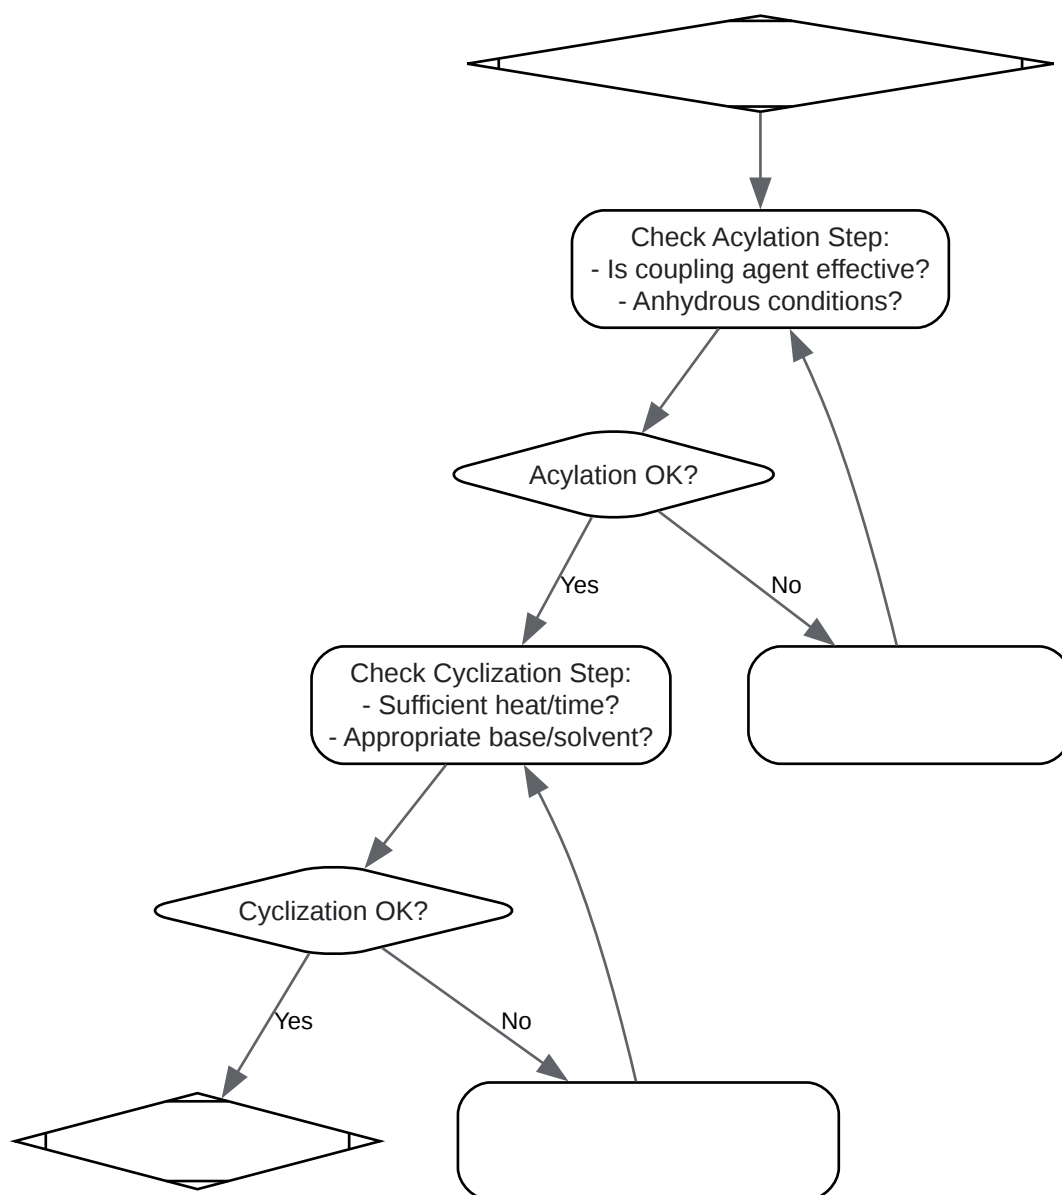 Check Acylation Step:
- Is coupling agent effective?
- Anhydrous conditions?
Acylation OK?
Yes
No
Check Cyclization Step:
- Sufficient heat/time?
- Appropriate base/solvent?
Cyclization OK?
Yes
No